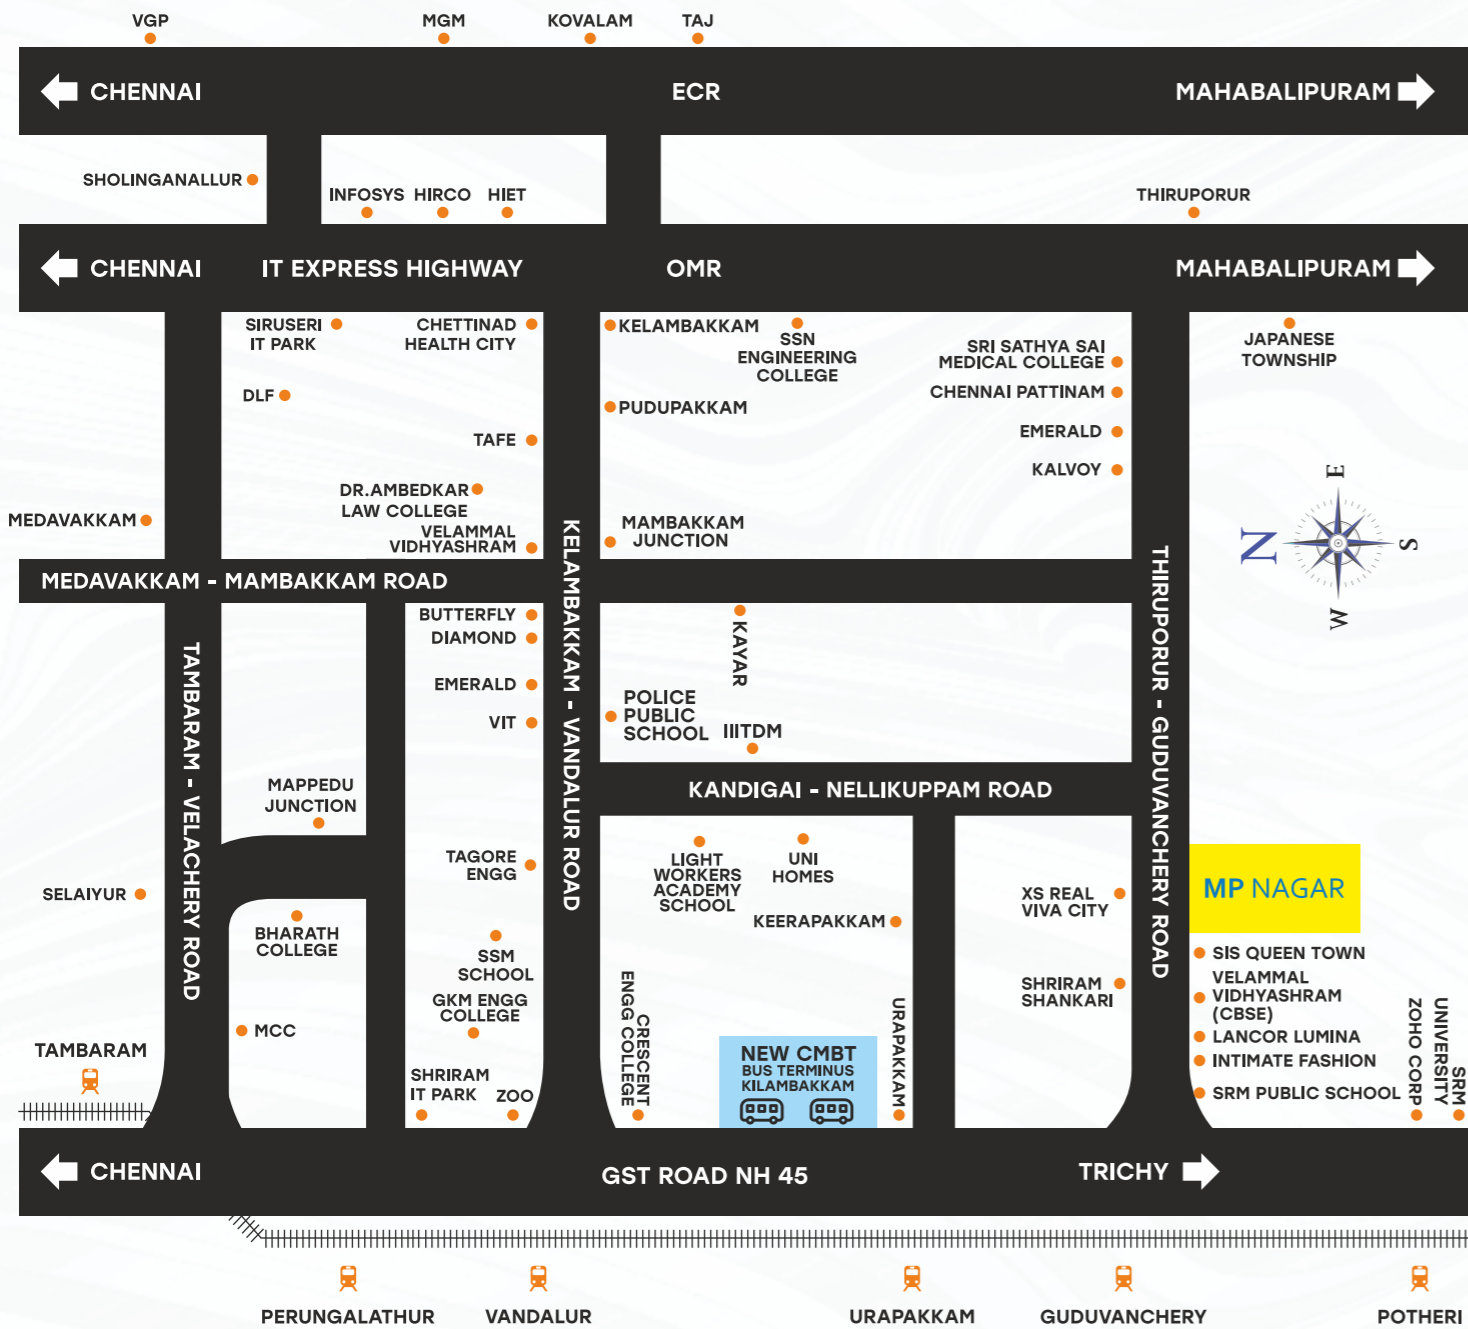 VGP
MGM
KOVALAM
TAJ
CHENNAI
ECR
MAHABALIPURAM
SHOLINGANALLUR
INFOSYS
HIRCO
HIET
THIRUPORUR
CHENNAI
IT EXPRESS HIGHWAY
OMR
MAHABALIPURAM
SIRUSERI
IT PARK
CHETTINAD
HEALTH CITY
KELAMBAKKAM
SSN
ENGINEERING
COLLEGE
SRI SATHYA SAI
MEDICAL COLLEGE
JAPANESE
TOWNSHIP
DLF
PUDUPAKKAM
CHENNAI PATTINAM
TAFE
EMERALD
KALVOY
DR.AMBEDKAR
LAW COLLEGE
MEDAVAKKAM
VELAMMAL
VIDHYASHRAM
MAMBAKKAM
JUNCTION
E
N
S
W
MEDAVAKKAM - MAMBAKKAM ROAD
KELAMBAKKAM - VANDALUR ROAD
THIRUPORUR - GUDUVANCHERY ROAD
TAMBARAM - VELACHERY ROAD
BUTTERFLY
DIAMOND
EMERALD
VIT
KAYAR
POLICE
PUBLIC
SCHOOL
IIITDM
MAPPEDU
JUNCTION
KANDIGAI - NELLIKUPPAM ROAD
TAGORE
ENGG
LIGHT
WORKERS
ACADEMY
SCHOOL
UNI
HOMES
KEERAPAKKAM
XS REAL
VIVA CITY
MP NAGAR
SELAIYUR
BHARATH
COLLEGE
SSM
SCHOOL
SHRIRAM
SHANKARI
SIS QUEEN TOWN
VELAMMAL
VIDHYASHRAM
(CBSE)
LANCOR LUMINA
INTIMATE FASHION
SRM PUBLIC SCHOOL
ZOHO CORP
SRM
UNIVERSITY
MCC
GKM ENGG
COLLEGE
CRESCENT
ENGG COLLEGE
URAPAKKAM
TAMBARAM
SHRIRAM
IT PARK
ZOO
NEW CMBT
BUS TERMINUS
KILAMBAKKAM
CHENNAI
GST ROAD NH 45
TRICHY
PERUNGALATHUR
VANDALUR
URAPAKKAM
GUDUVANCHERY
POTHERI